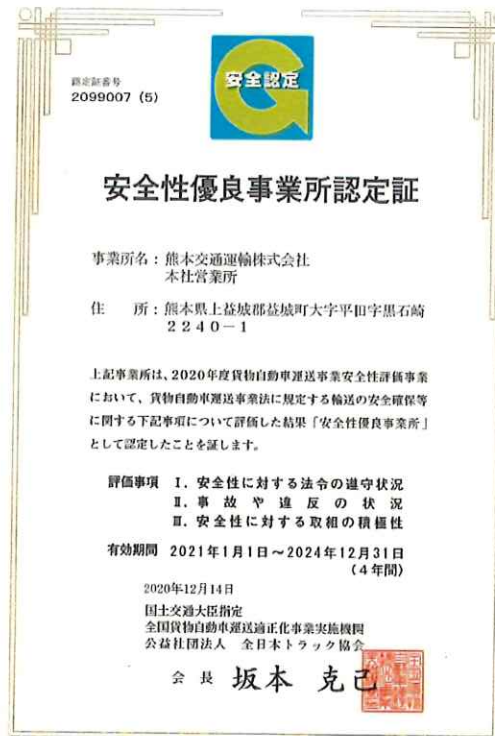 認定証番号
2099007 (5)
安全認定
安全性優良事業所認定証
事業所名：熊本交通運輸株式会社
本社営業所
住　所：熊本県上益城郡益城町大字平田字黒石崎
２２４０－１
上記事業所は、2020年度貨物自動車運送事業安全性評価事業
において、貨物自動車運送事業法に規定する輸送の安全確保等
に関する下記事項について評価した結果「安全性優良事業所」
として認定したことを証します。
評価事項　Ⅰ．安全性に対する法令の遵守状況
Ⅱ．事故や違反の状況
Ⅲ．安全性に対する取組の積極性
有効期間　2021年1月1日～2024年12月31日
（４年間）
2020年12月14日
国土交通大臣指定
全国貨物自動車運送適正化事業実施機関
公益社団法人　全日本トラック協会
会長　坂本　克己